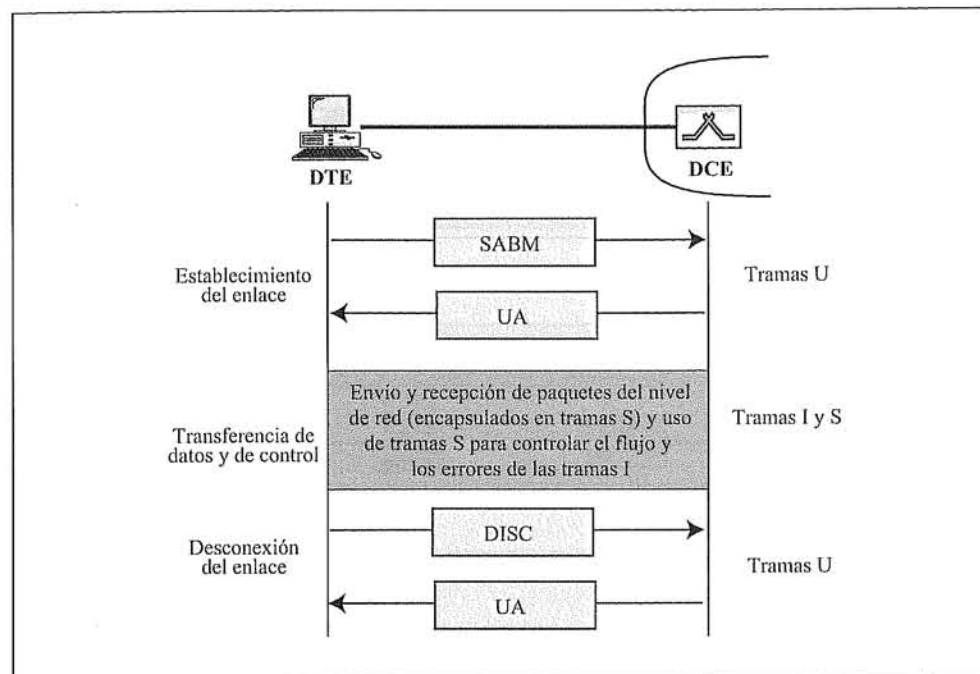 DTE
DCE
SABM
Establecimiento
del enlace
Tramas U
UA
Envío y recepción de paquetes del nivel
de red (encapsulados en tramas S) y uso
de tramas S para controlar el flujo y
los errores de las tramas I
Transferencia de
datos y de control
Tramas I y S
DISC
Desconexión
del enlace
Tramas U
UA